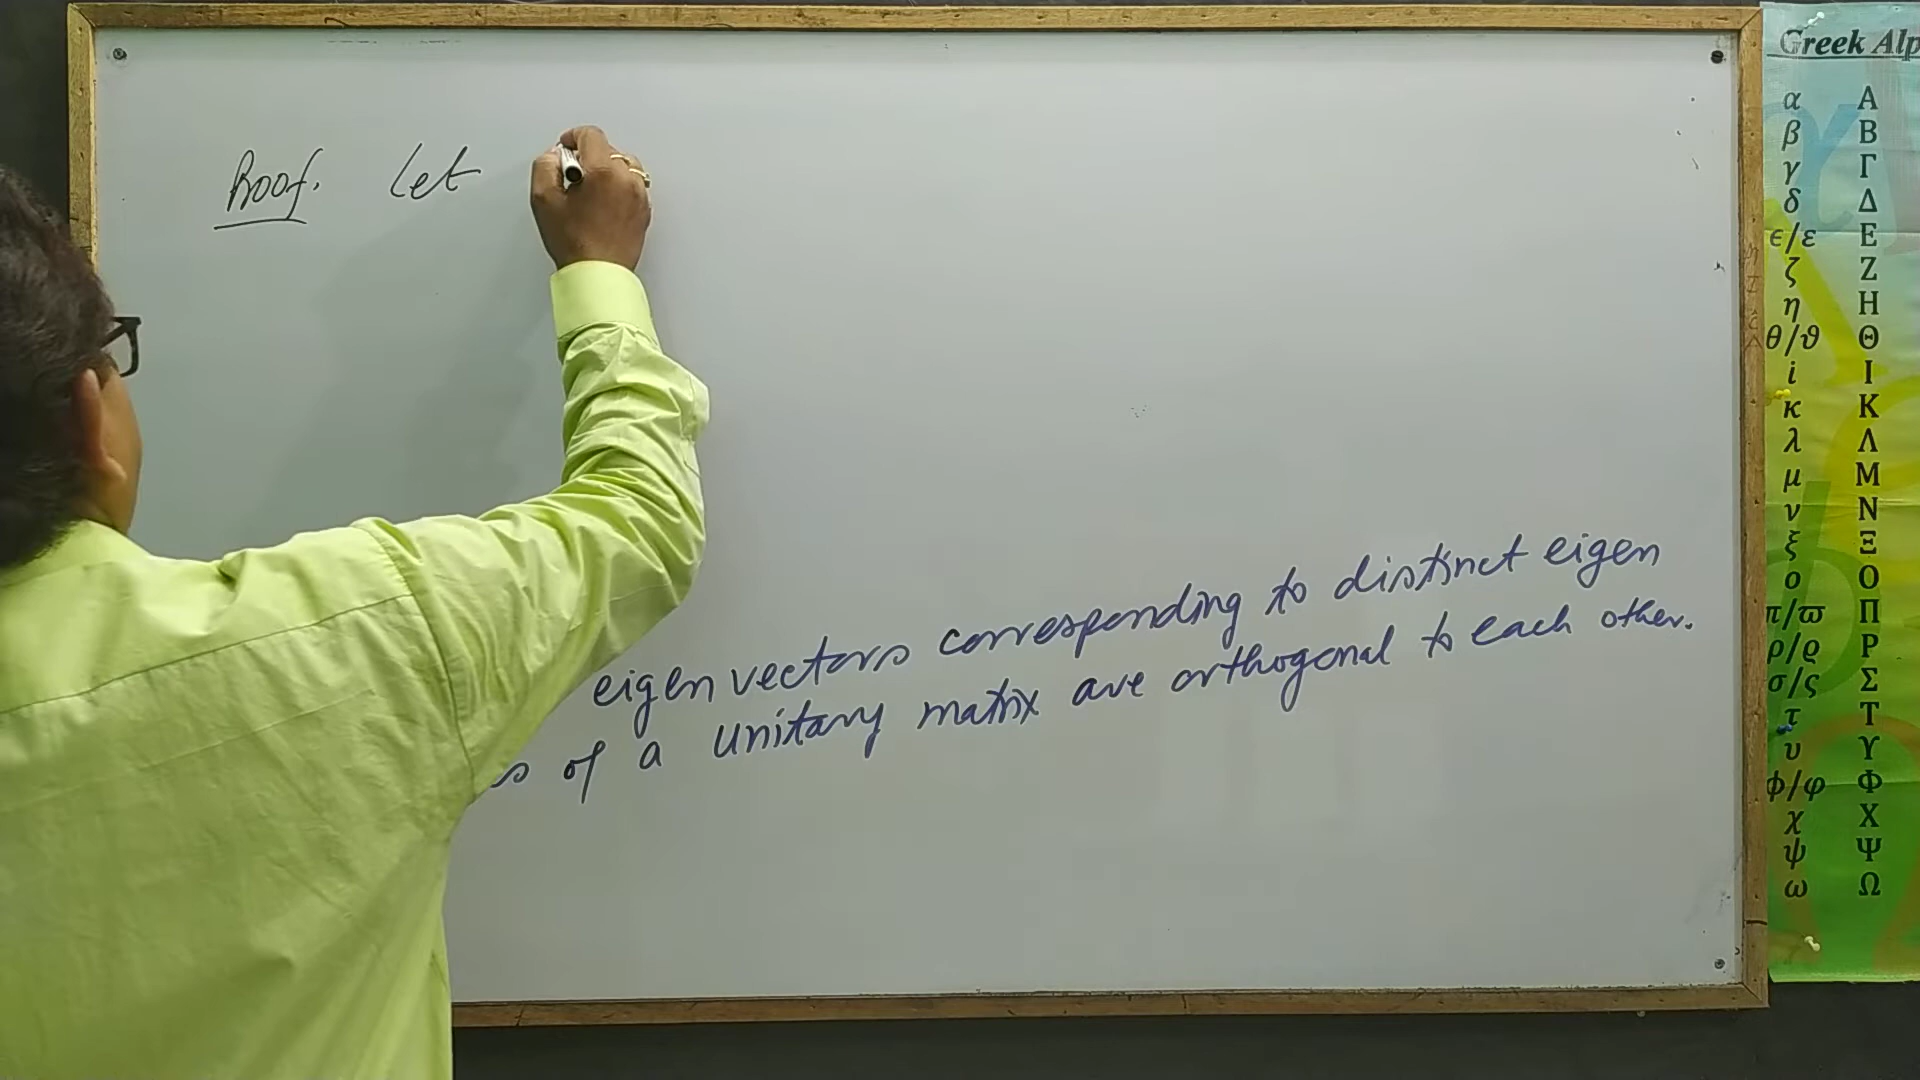 Proof. Let
eigen vectors corresponding to distinct eigen
of a unitary matrix are orthogonal to each other.
Greek Alp
α Α
β Β
γ Γ
δ Δ
ϵ/ε Ε
ζ Ζ
η Η
θ/ϑ Θ
i Ι
κ Κ
λ Λ
μ Μ
ν Ν
ξ Ξ
ο Ο
π/ϖ Π
ρ/ϱ Ρ
σ/ς Σ
τ Τ
υ Υ
ϕ/φ Φ
χ Χ
ψ Ψ
ω Ω